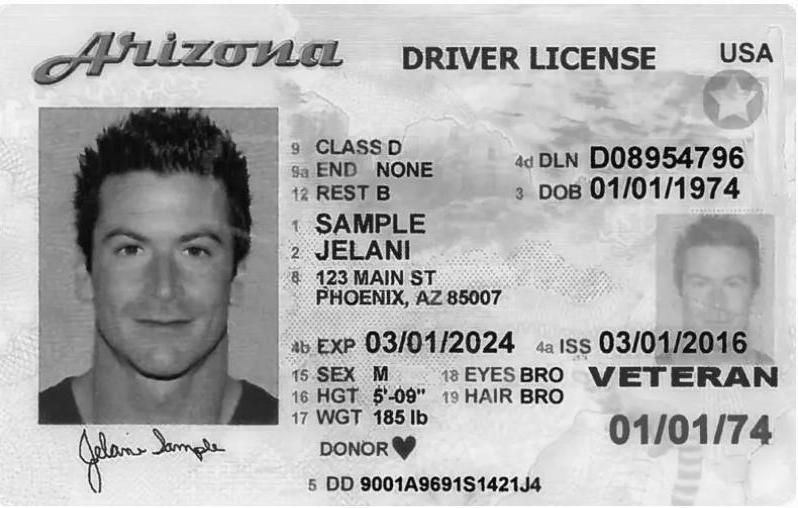 Arizona DRIVER LICENSE USA
9 CLASS D
9a END NONE 4d DLN D08954796
12 REST B 3 DOB 01/01/1974
1 SAMPLE
2 JELANI
8 123 MAIN ST
PHOENIX, AZ 85007
4b EXP 03/01/2024 4a ISS 03/01/2016
15 SEX M 18 EYES BRO VETERAN
16 HGT 5'-09" 19 HAIR BRO
17 WGT 185 lb 01/01/74
DONOR
Jelani Sample
5 DD 9001A9691S1421J4